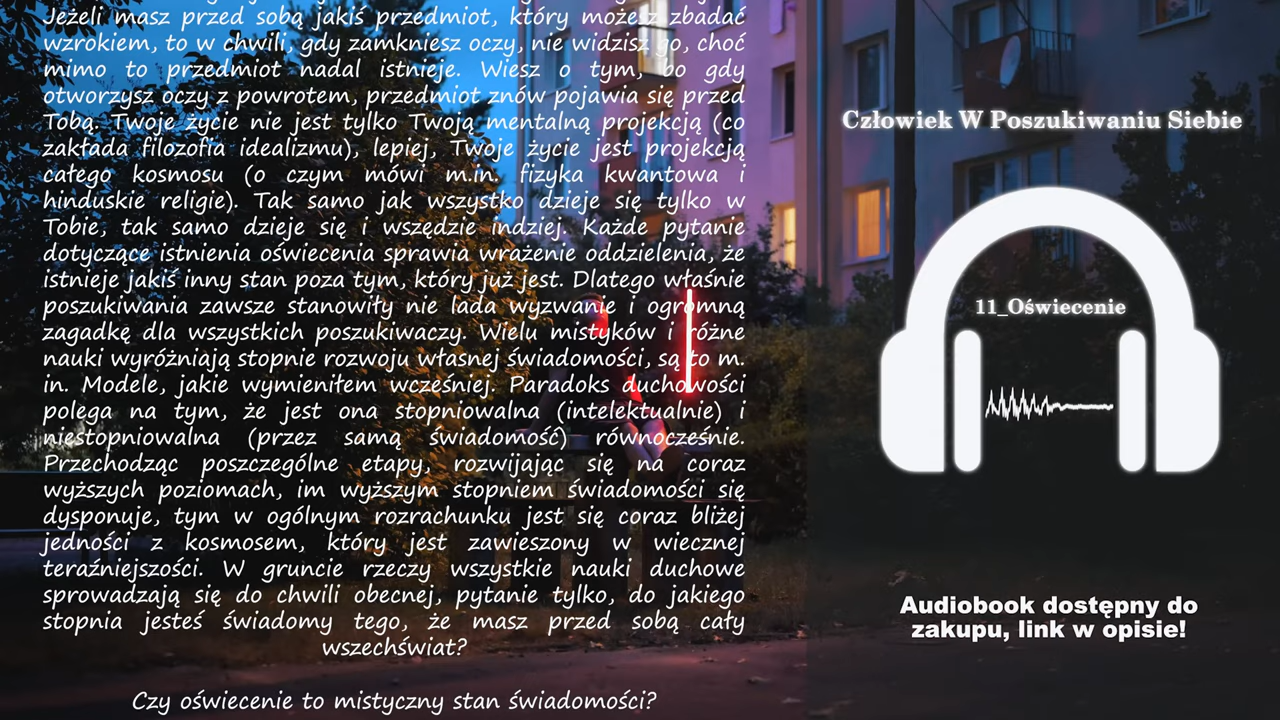 Jeżeli masz przed sobą jakiś przedmiot, który możesz zbadać
wzrokiem, to w chwili, gdy zamkniesz oczy, nie widzisz go, choć
mimo to przedmiot nadal istnieje. Wiesz o tym, bo gdy
otworzysz oczy z powrotem, przedmiot znów pojawia się przed
Tobą. Twoje życie nie jest tylko Twoją mentalną projekcją (co
zakłada filozofia idealizmu), lepiej, Twoje życie jest projekcją
całego kosmosu (o czym mówi m.in. fizyka kwantowa i
hinduskie religie). Tak samo jak wszystko dzieje się tylko w
Tobie, tak samo dzieje się i wszędzie indziej. Każde pytanie
dotyczące istnienia oświecenia sprawia wrażenie oddzielenia, że
istnieje jakiś inny stan poza tym, który już jest. Dlatego właśnie
poszukiwania zawsze stanowiły nie lada wyzwanie i ogromną
zagadkę dla wszystkich poszukiwaczy. Wielu mistyków i różne
nauki wyróżniają stopnie rozwoju własnej świadomości, są to m.
in. Modele, jakie wymieniłem wcześniej. Paradoks duchowości
polega na tym, że jest ona stopniowalna (intelektualnie) i
niestopniowalna (przez samą świadomość) równocześnie.
Przechodząc poszczególne etapy, rozwijając się na coraz
wyższych poziomach, im wyższym stopniem świadomości się
dysponuje, tym w ogólnym rozrachunku jest się coraz bliżej
jedności z kosmosem, który jest zawieszony w wiecznej
teraźniejszości. W gruncie rzeczy wszystkie nauki duchowe
sprowadzają się do chwili obecnej, pytanie tylko, do jakiego
stopnia jesteś świadomy tego, że masz przed sobą cały
wszechświat?
Czy oświecenie to mistyczny stan świadomości?
Człowiek W Poszukiwaniu Siebie
11_Oświecenie
Audiobook dostępny do
zakupu, link w opisie!